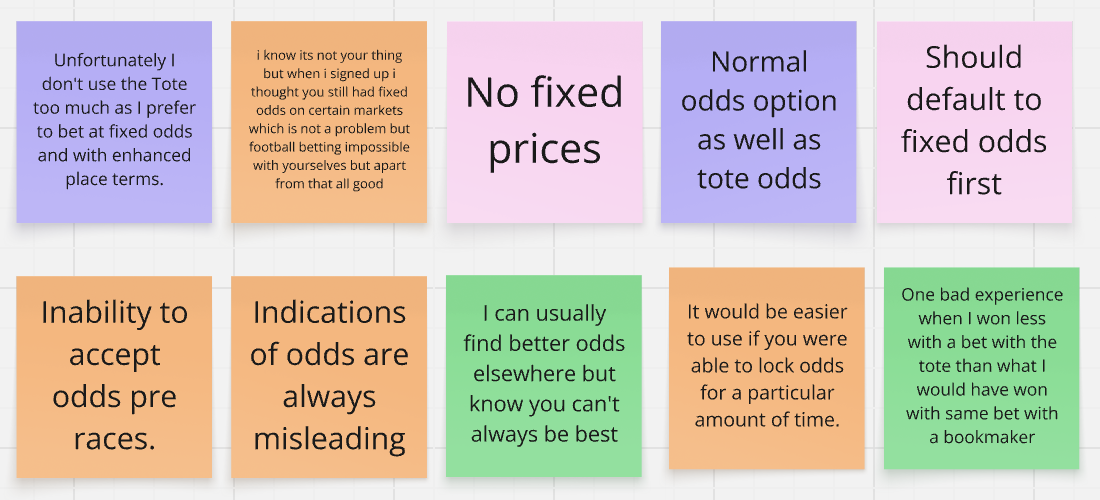 Unfortunately I
don't use the Tote
too much as I prefer
to bet at fixed odds
and with enhanced
place terms.
i know its not your thing
but when i signed up i
thought you still had fixed
odds on certain markets
which is not a problem but
football betting impossible
with yourselves but apart
from that all good
No fixed
prices
Normal
odds option
as well as
tote odds
Should
default to
fixed odds
first
Inability to
accept
odds pre
races.
Indications
of odds are
always
misleading
I can usually
find better odds
elsewhere but
know you can't
always be best
It would be easier
to use if you were
able to lock odds
for a particular
amount of time.
One bad experience
when I won less
with a bet with the
tote than what I
would have won
with same bet with
a bookmaker